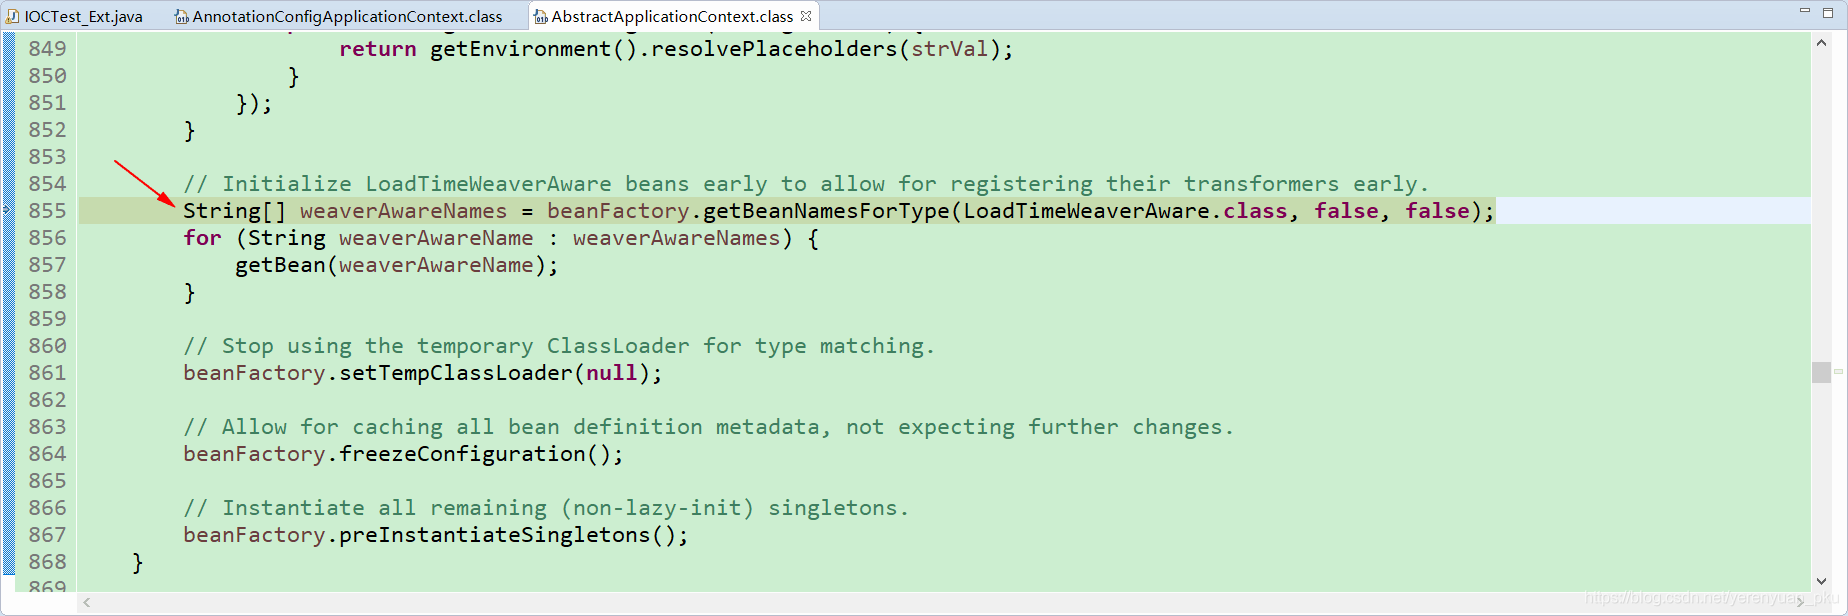 IOCTest_Ext.java AnnotationConfigApplicationContext.class AbstractApplicationContext.class
849 return getEnvironment().resolvePlaceholders(strVal);
850 }
851 });
852 }
853
854 // Initialize LoadTimeWeaverAware beans early to allow for registering their transformers early.
855 String[] weaverAwareNames = beanFactory.getBeanNamesForType(LoadTimeWeaverAware.class, false, false);
856 for (String weaverAwareName : weaverAwareNames) {
857 getBean(weaverAwareName);
858 }
859
860 // Stop using the temporary ClassLoader for type matching.
861 beanFactory.setTempClassLoader(null);
862
863 // Allow for caching all bean definition metadata, not expecting further changes.
864 beanFactory.freezeConfiguration();
865
866 // Instantiate all remaining (non-lazy-init) singletons.
867 beanFactory.preInstantiateSingletons();
868 }
869
https://blog.csdn.net/yerenyuan_pku